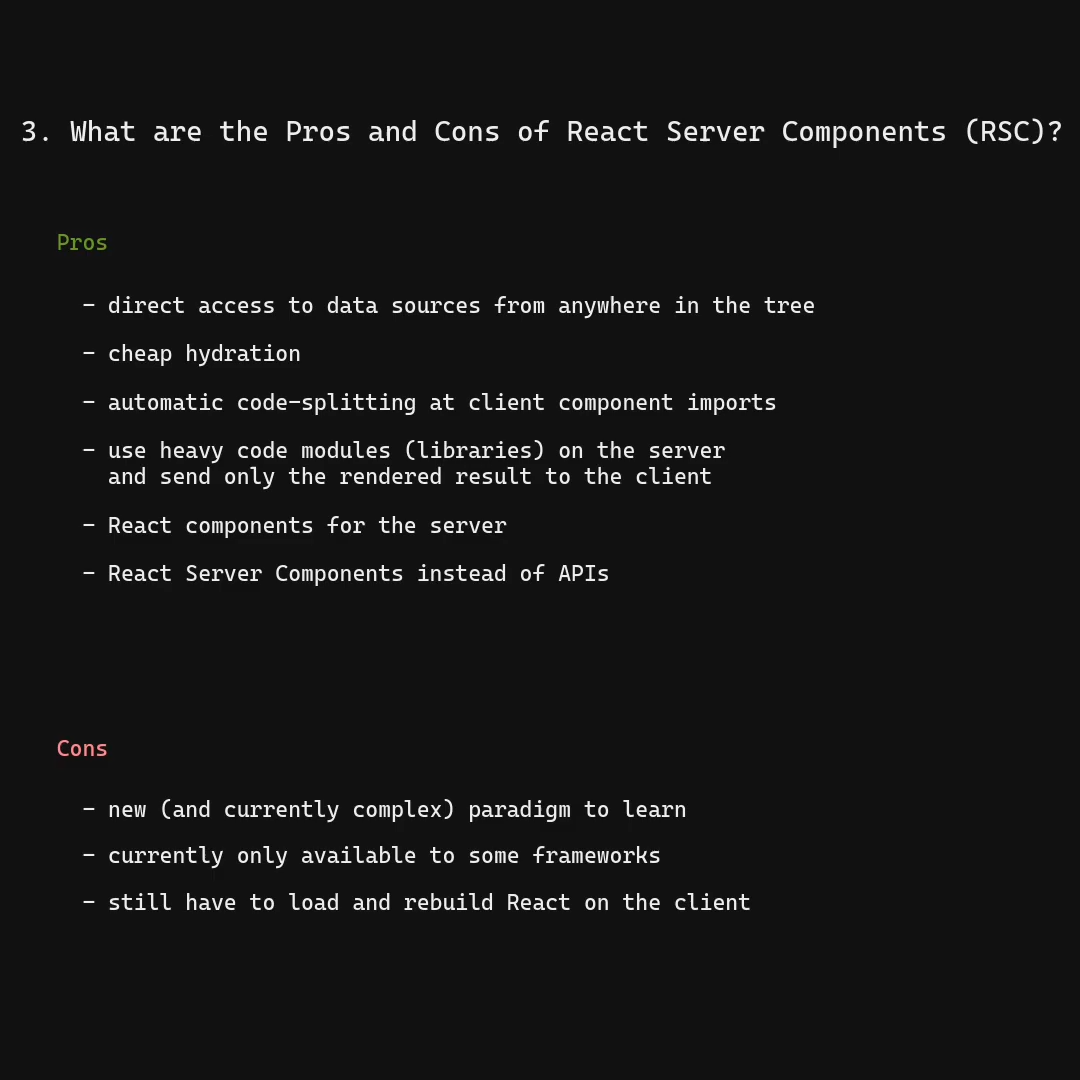 3. What are the Pros and Cons of React Server Components (RSC)?
Pros
- direct access to data sources from anywhere in the tree
- cheap hydration
- automatic code-splitting at client component imports
- use heavy code modules (libraries) on the server
and send only the rendered result to the client
- React components for the server
- React Server Components instead of APIs
Cons
- new (and currently complex) paradigm to learn
- currently only available to some frameworks
- still have to load and rebuild React on the client